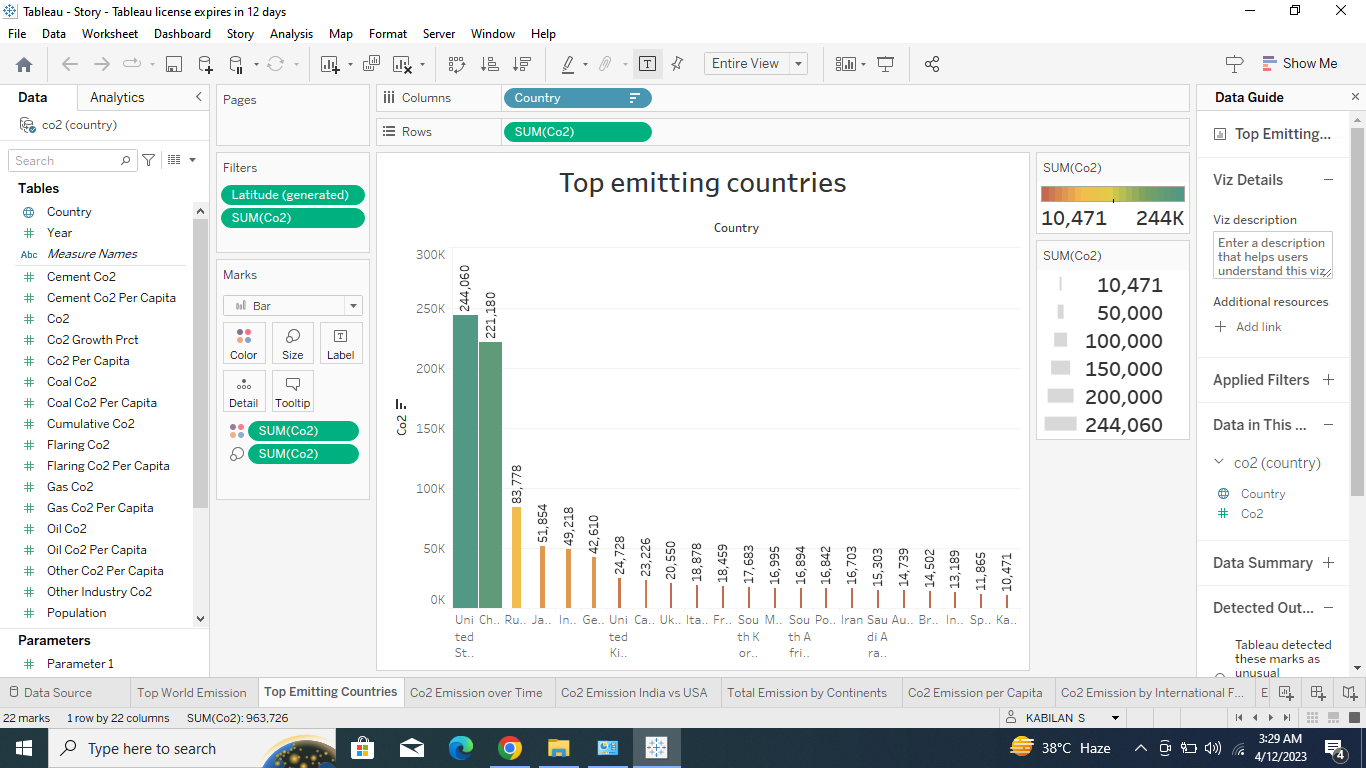 Tableau - Story - Tableau license expires in 12 days
File Data Worksheet Dashboard Story Analysis Map Format Server Window Help
Entire View
Show Me
Data Analytics
co2 (country)
Search
Tables
Country
Year
Abc Measure Names
Cement Co2
Cement Co2 Per Capita
Co2
Co2 Growth Prct
Co2 Per Capita
Coal Co2
Coal Co2 Per Capita
Cumulative Co2
Flaring Co2
Flaring Co2 Per Capita
Gas Co2
Gas Co2 Per Capita
Oil Co2
Oil Co2 Per Capita
Other Co2 Per Capita
Other Industry Co2
Population
Parameters
Parameter 1
Pages
Filters
Latitude (generated)
SUM(Co2)
Marks
Bar
Color Size Label
Detail Tooltip
SUM(Co2)
SUM(Co2)
Columns Country
Rows SUM(Co2)
Top emitting countries
Country
Co2
300K
250K
200K
150K
100K
50K
0K
244,060 221,180 83,778 51,854 49,218 42,610 24,728 23,226 20,550 18,878 18,459 17,683 16,995 16,894 16,842 16,703 15,303 14,739 14,502 13,189 11,865 10,471
Uni Ch.. Ru.. Ja.. In.. Ge.. Uni Ca.. Uk.. Ita.. Fr.. Sou M.. Sou Po.. Iran Sau Au.. Br.. In.. Sp.. Ka..
ted ted th K th A di A
St.. Ki.. or.. fri.. ra..
SUM(Co2)
10,471 244K
SUM(Co2)
10,471
50,000
100,000
150,000
200,000
244,060
Data Guide
Top Emitting...
Viz Details
Viz description
Enter a description
that helps users
understand this viz
Additional resources
Add link
Applied Filters
Data in This ...
co2 (country)
Country
Co2
Data Summary
Detected Out...
Tableau detected
these marks as
unusual
Data Source Top World Emission Top Emitting Countries Co2 Emission over Time Co2 Emission India vs USA Total Emission by Continents Co2 Emission per Capita Co2 Emission by International F... E
22 marks 1 row by 22 columns SUM(Co2): 963,726
KABILAN S
Type here to search
38°C Haze
3:29 AM
4/12/2023
4